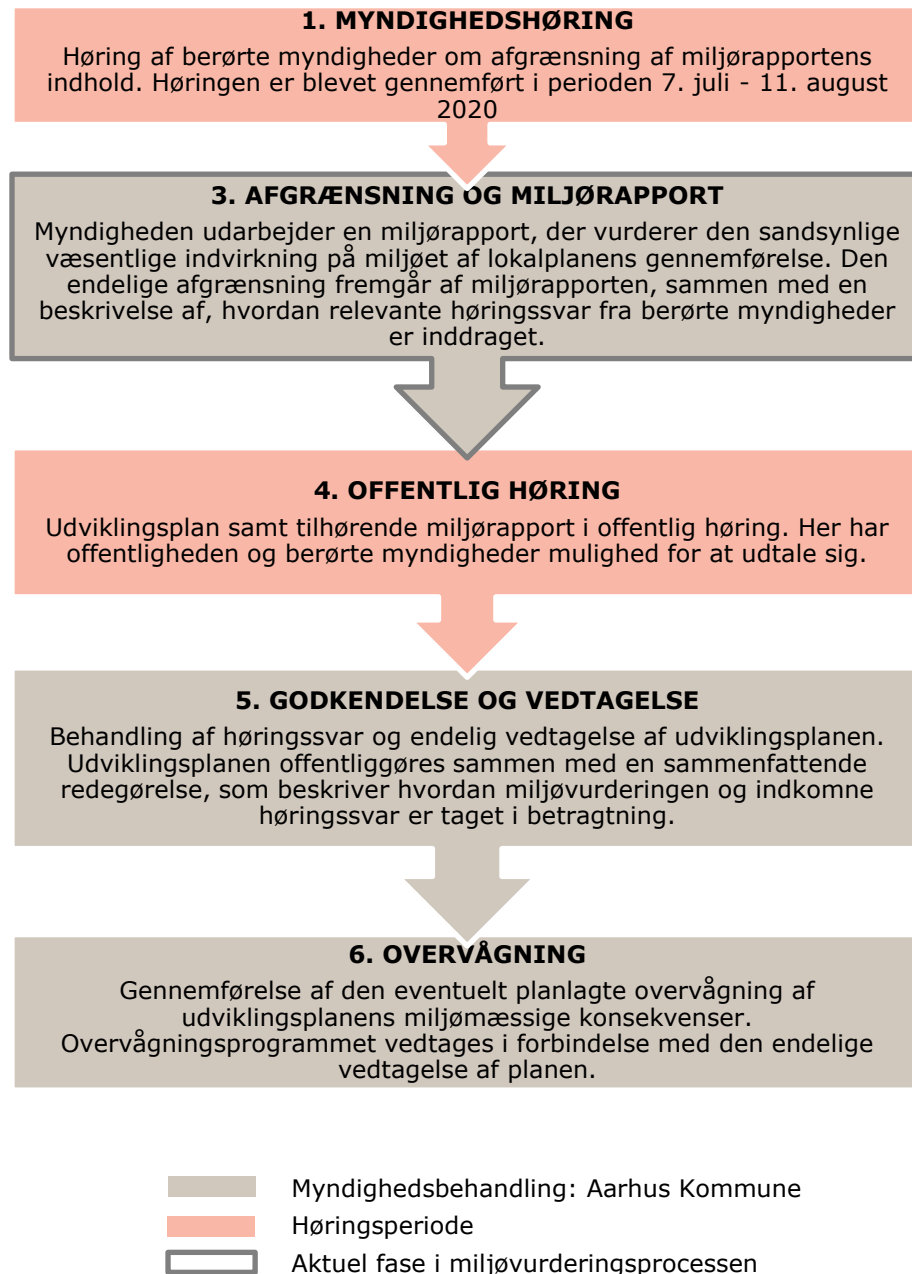 1. MYNDIGHEDSHØRING
Høring af berørte myndigheder om afgrænsning af miljørapportens
indhold. Høringen er blevet gennemført i perioden 7. juli - 11. august
2020
3. AFGRÆNSNING OG MILJØRAPPORT
Myndigheden udarbejder en miljørapport, der vurderer den sandsynlige
væsentlige indvirkning på miljøet af lokalplanens gennemførelse. Den
endelige afgrænsning fremgår af miljørapporten, sammen med en
beskrivelse af, hvordan relevante høringssvar fra berørte myndigheder
er inddraget.
4. OFFENTLIG HØRING
Udviklingsplan samt tilhørende miljørapport i offentlig høring. Her har
offentligheden og berørte myndigheder mulighed for at udtale sig.
5. GODKENDELSE OG VEDTAGELSE
Behandling af høringssvar og endelig vedtagelse af udviklingsplanen.
Udviklingsplanen offentliggøres sammen med en sammenfattende
redegørelse, som beskriver hvordan miljøvurderingen og indkomne
høringssvar er taget i betragtning.
6. OVERVÅGNING
Gennemførelse af den eventuelt planlagte overvågning af
udviklingsplanens miljømæssige konsekvenser.
Overvågningsprogrammet vedtages i forbindelse med den endelige
vedtagelse af planen.
Myndighedsbehandling: Aarhus Kommune
Høringsperiode
Aktuel fase i miljøvurderingsprocessen